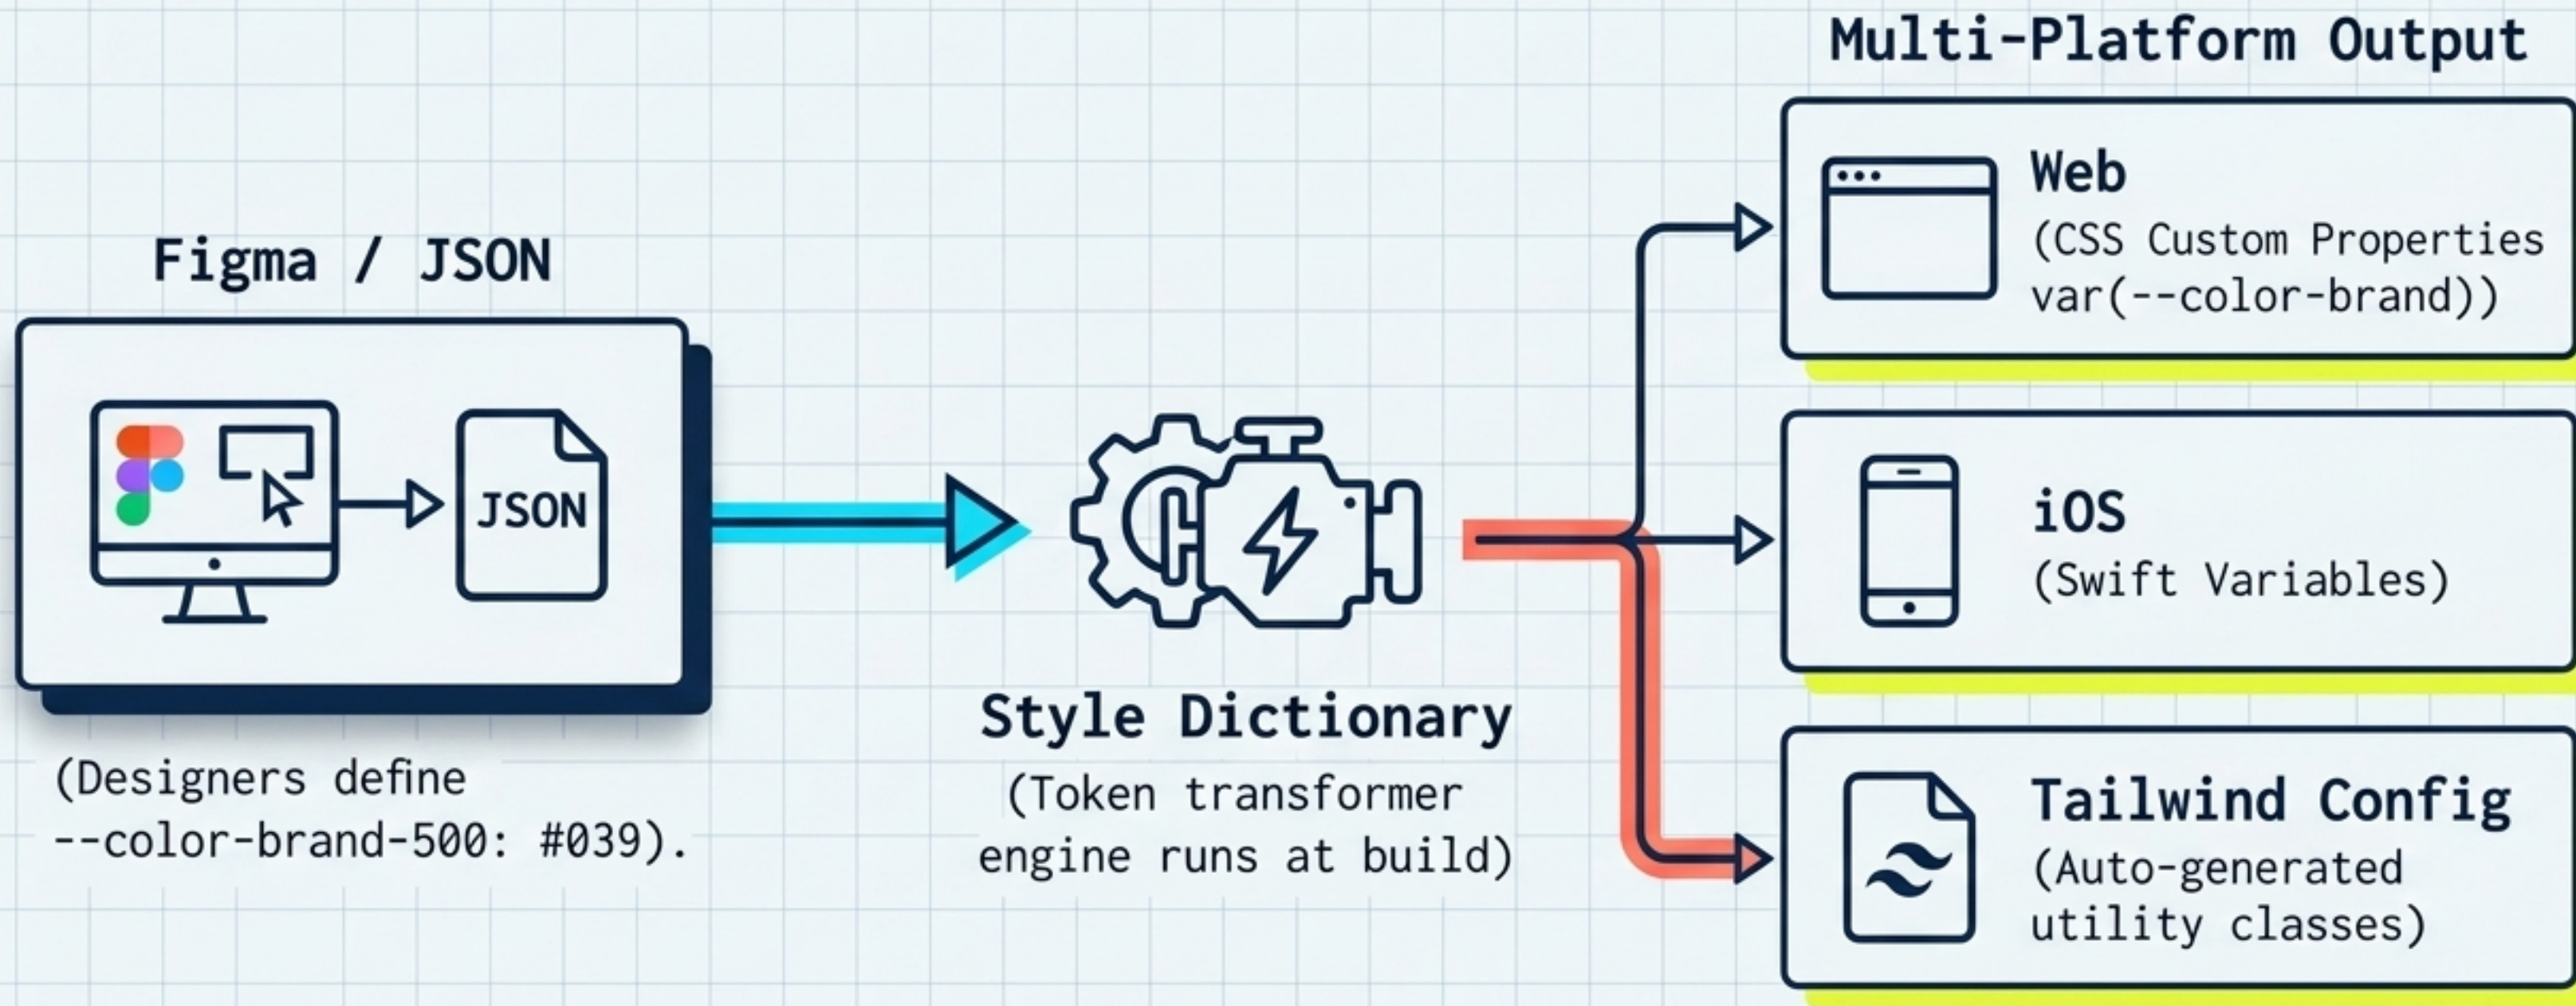 Multi-Platform Output
Figma / JSON
JSON
(Designers define
--color-brand-500: #039).
Style Dictionary
(Token transformer
engine runs at build)
Web
(CSS Custom Properties
var(--color-brand))
iOS
(Swift Variables)
Tailwind Config
(Auto-generated
utility classes)